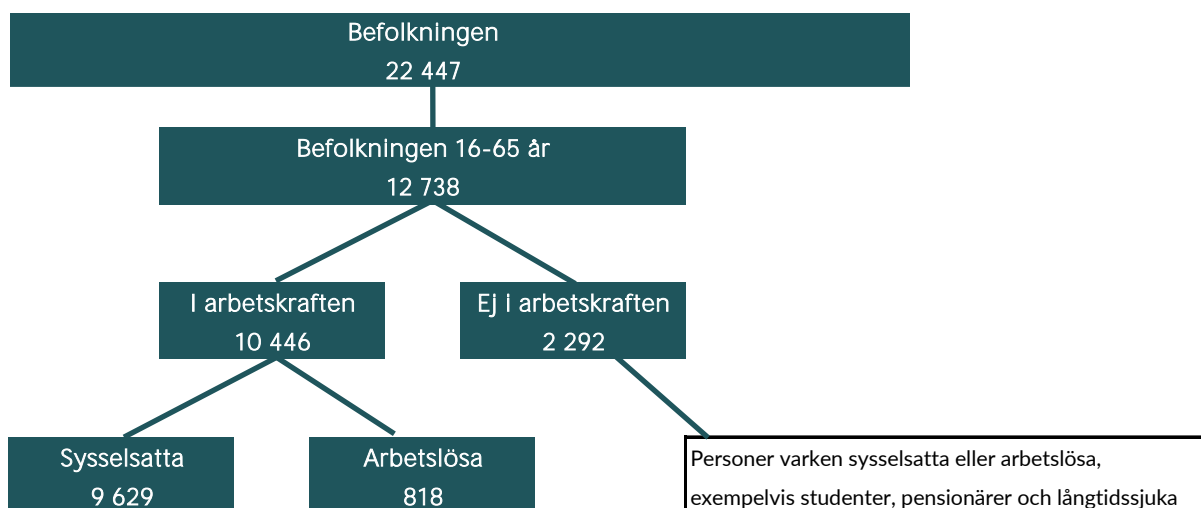 Befolkningen
22 447
Befolkningen 16-65 år
12 738
I arbetskraften
10 446
Ej i arbetskraften
2 292
Sysselsatta
9 629
Arbetslösa
818
Personer varken sysselsatta eller arbetslösa,
exempelvis studenter, pensionärer och långtidssjuka